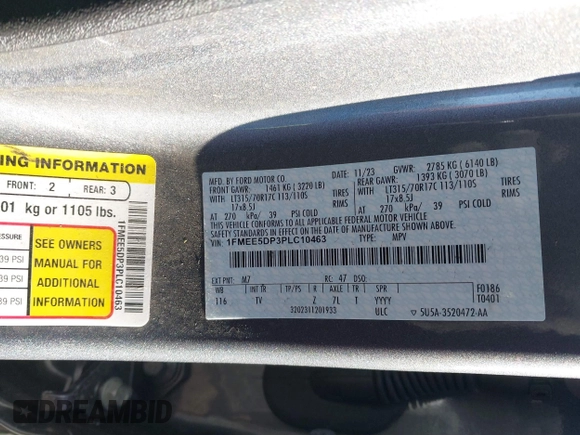 NG INFORMATION
FRONT: 2 REAR: 3
01 kg or 1105 lbs.
SSURE
SEE OWNERS
MANUAL FOR
ADDITIONAL
INFORMATION
39 PSI
39 PSI
39 PSI
1FMEE5DP3PLC10463
MFD. BY FORD MOTOR CO.
11/23 GVWR: 2785 KG ( 6140 LB)
FRONT GAWR: 1461 KG ( 3220 LB) REAR GAWR: 1393 KG ( 3070 LB)
WITH LT315/70R17C 113/110S TIRES WITH LT315/70R17C 113/110S TIRES
17x8.5J RIMS 17x8.5J RIMS
AT 270 kPa/ 39 PSI COLD AT 270 kPa/ 39 PSI COLD
THIS VEHICLE CONFORMS TO ALL APPLICABLE FEDERAL MOTOR VEHICLE
SAFETY STANDARDS IN EFFECT ON THE DATE OF MANUFACTURE SHOWN ABOVE.
VIN: 1FMEE5DP3PLC10463 TYPE: MPV
EXT PNT: M7 RC: 47 DSO:
WB INT TR TP/PS R AXLE TR SPR
116 TV Z 7L T YYYY
F0186
T0401
3202311201933 ULC 5U5A-3520472-AA
DREAMBID